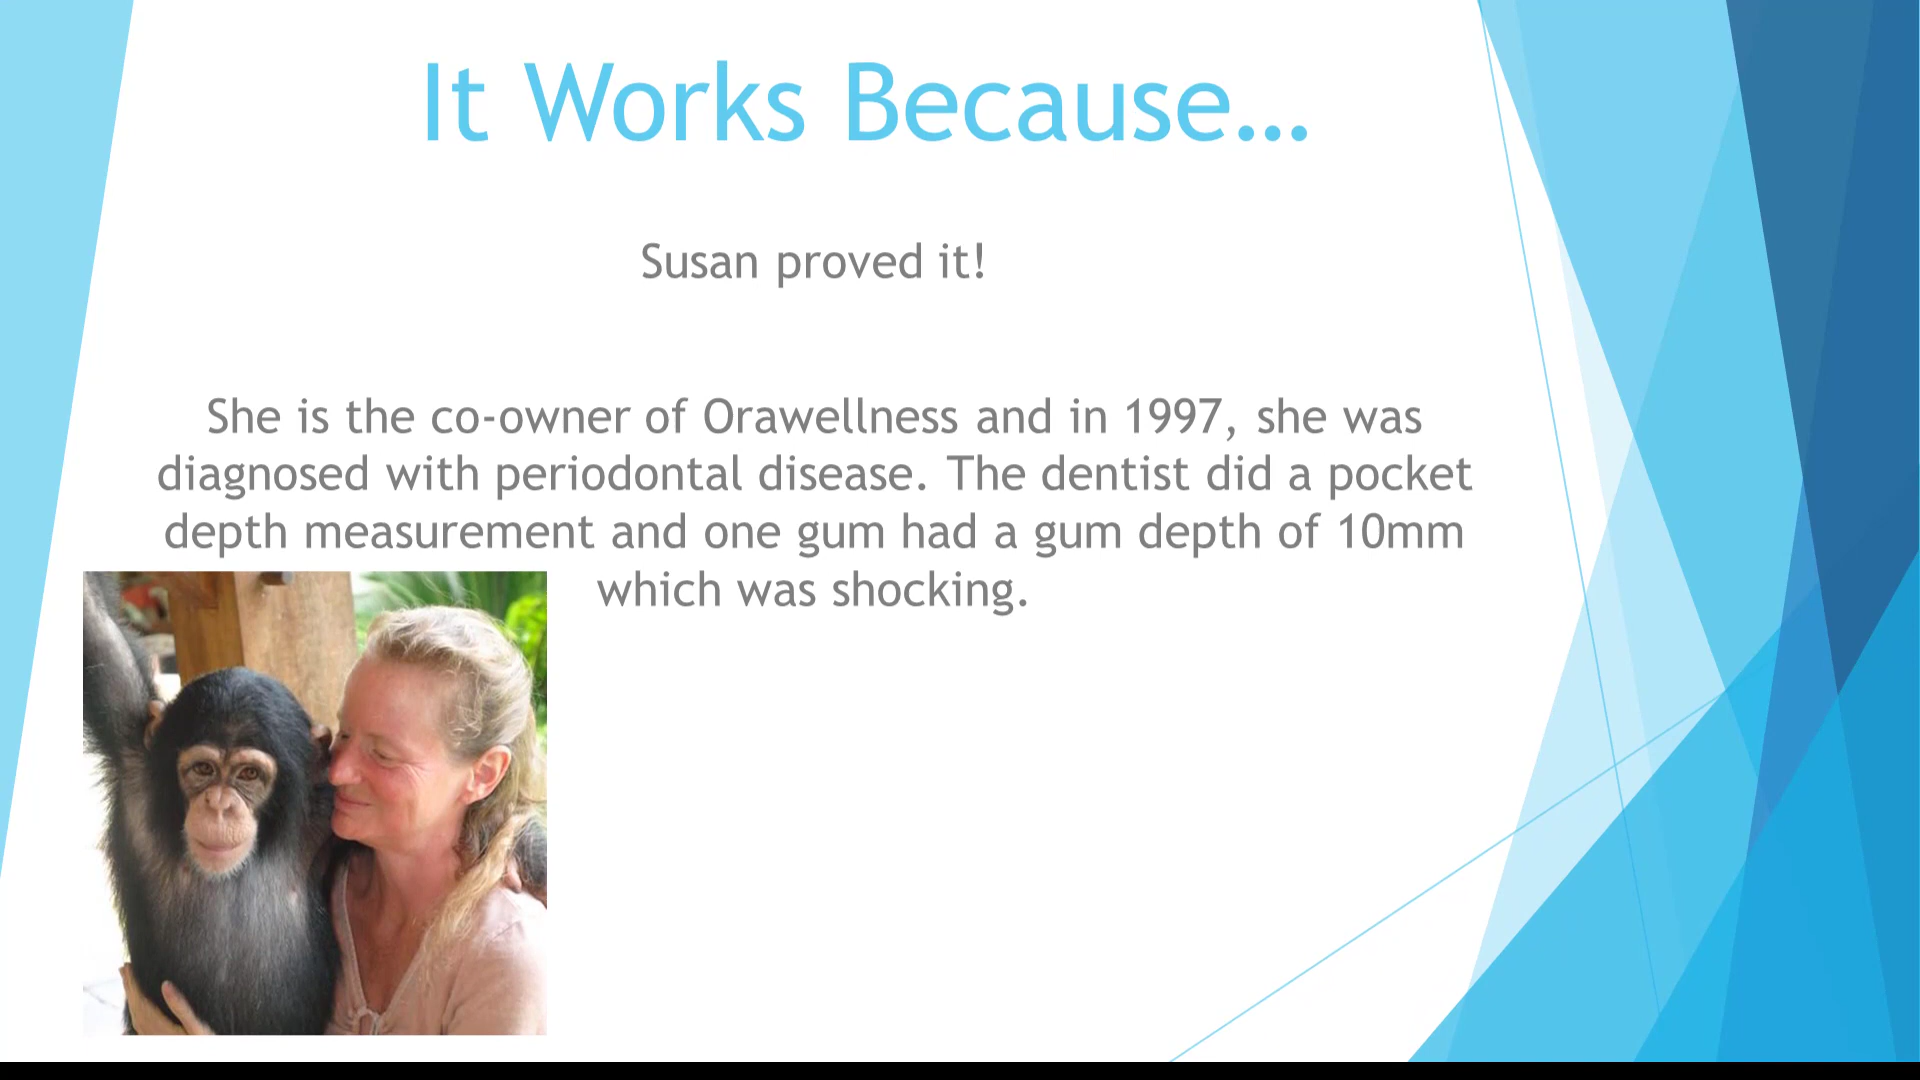 It Works Because…
Susan proved it!
She is the co-owner of Orawellness and in 1997, she was
diagnosed with periodontal disease. The dentist did a pocket
depth measurement and one gum had a gum depth of 10mm
which was shocking.